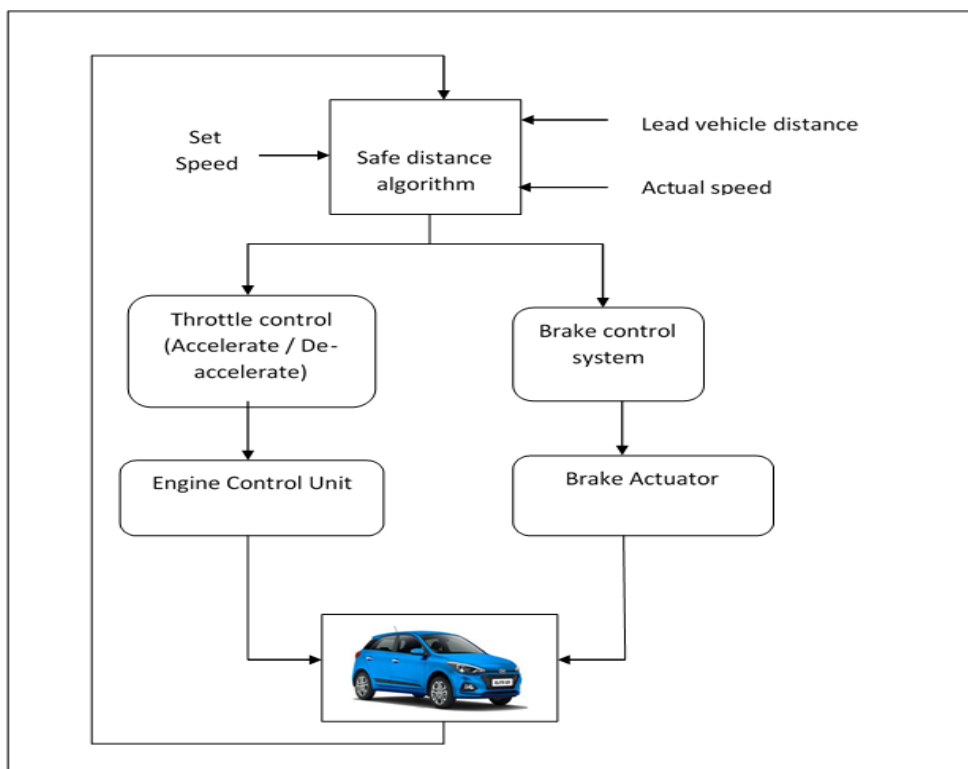 Set
Speed
Safe distance
algorithm
Lead vehicle distance
Actual speed
Throttle control
(Accelerate / De-
accelerate)
Brake control
system
Engine Control Unit
Brake Actuator